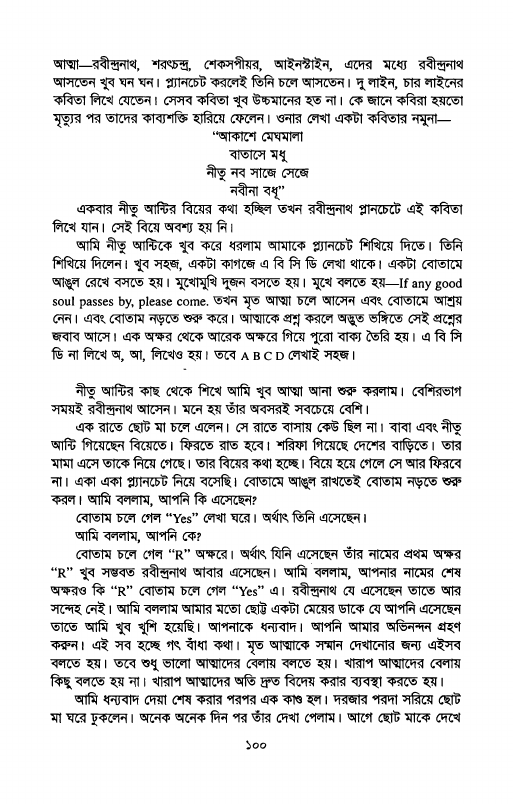 আত্মা—রবীন্দ্রনাথ, শরৎচন্দ্র, শেকসপীয়র, আইনস্টাইন, এদের মধ্যে রবীন্দ্রনাথ
আসতেন খুব ঘন ঘন। প্ল্যানচেট করলেই তিনি চলে আসতেন। দু লাইন, চার লাইনের
কবিতা লিখে যেতেন। সেসব কবিতা খুব উচ্চমানের হত না। কে জানে কবিরা হয়তো
মৃত্যুর পর তাদের কাব্যশক্তি হারিয়ে ফেলেন। ওনার লেখা একটা কবিতার নমুনা—
“আকাশে মেঘমালা
বাতাসে মধু
নীতু নব সাজে সেজে
নবীনা বধূ”
একবার নীতু আন্টির বিয়ের কথা হচ্ছিল তখন রবীন্দ্রনাথ প্লানচেটে এই কবিতা
লিখে যান। সেই বিয়ে অবশ্য হয় নি।
আমি নীতু আন্টিকে খুব করে ধরলাম আমাকে প্ল্যানচেট শিখিয়ে দিতে। তিনি
শিখিয়ে দিলেন। খুব সহজ, একটা কাগজে এ বি সি ডি লেখা থাকে। একটা বোতামে
আঙুল রেখে বসতে হয়। মুখোমুখি দুজন বসতে হয়। মুখে বলতে হয়—If any good
soul passes by, please come. তখন মৃত আত্মা চলে আসেন এবং বোতামে আশ্রয়
নেন। এবং বোতাম নড়তে শুরু করে। আত্মাকে প্রশ্ন করলে অদ্ভুত ভঙ্গিতে সেই প্রশ্নের
জবাব আসে। এক অক্ষর থেকে আরেক অক্ষরে গিয়ে পুরো বাক্য তৈরি হয়। এ বি সি
ডি না লিখে অ, আ, লিখেও হয়। তবে A B C D লেখাই সহজ।
নীতু আন্টির কাছ থেকে শিখে আমি খুব আত্মা আনা শুরু করলাম। বেশিরভাগ
সময়ই রবীন্দ্রনাথ আসেন। মনে হয় তাঁর অবসরই সবচেয়ে বেশি।
এক রাতে ছোট মা চলে এলেন। সে রাতে বাসায় কেউ ছিল না। বাবা এবং নীতু
আন্টি গিয়েছেন বিয়েতে। ফিরতে রাত হবে। শরিফা গিয়েছে দেশের বাড়িতে। তার
মামা এসে তাকে নিয়ে গেছে। তার বিয়ের কথা হচ্ছে। বিয়ে হয়ে গেলে সে আর ফিরবে
না। একা একা প্ল্যানচেট নিয়ে বসেছি। বোতামে আঙুল রাখতেই বোতাম নড়তে শুরু
করল। আমি বললাম, আপনি কি এসেছেন?
বোতাম চলে গেল “Yes” লেখা ঘরে। অর্থাৎ তিনি এসেছেন।
আমি বললাম, আপনি কে?
বোতাম চলে গেল “R” অক্ষরে। অর্থাৎ যিনি এসেছেন তাঁর নামের প্রথম অক্ষর
“R” খুব সম্ভবত রবীন্দ্রনাথ আবার এসেছেন। আমি বললাম, আপনার নামের শেষ
অক্ষরও কি “R” বোতাম চলে গেল “Yes” এ। রবীন্দ্রনাথ যে এসেছেন তাতে আর
সন্দেহ নেই। আমি বললাম আমার মতো ছোট্ট একটা মেয়ের ডাকে যে আপনি এসেছেন
তাতে আমি খুব খুশি হয়েছি। আপনাকে ধন্যবাদ। আপনি আমার অভিনন্দন গ্রহণ
করুন। এই সব হচ্ছে গৎ বাঁধা কথা। মৃত আত্মাকে সম্মান দেখানোর জন্য এইসব
বলতে হয়। তবে শুধু ভালো আত্মাদের বেলায় বলতে হয়। খারাপ আত্মাদের বেলায়
কিছু বলতে হয় না। খারাপ আত্মাদের অতি দ্রুত বিদেয় করার ব্যবস্থা করতে হয়।
আমি ধন্যবাদ দেয়া শেষ করার পরপর এক কাণ্ড হল। দরজার পরদা সরিয়ে ছোট
মা ঘরে ঢুকলেন। অনেক অনেক দিন পর তাঁর দেখা পেলাম। আগে ছোট মাকে দেখে
১০০